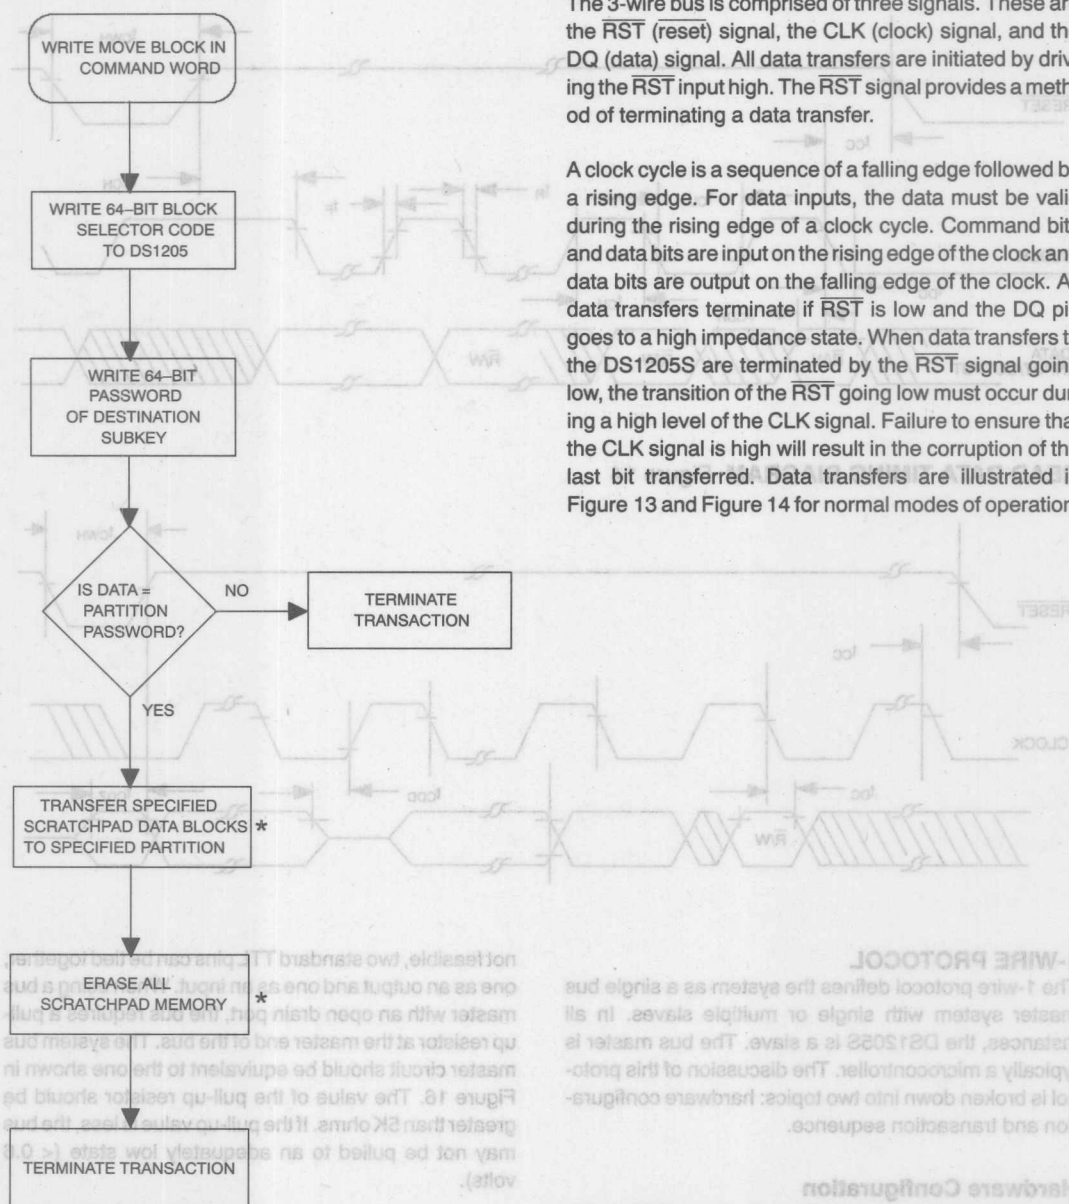 WRITE MOVE BLOCK IN
COMMAND WORD
WRITE 64–BIT BLOCK
SELECTOR CODE
TO DS1205
WRITE 64–BIT
PASSWORD
OF DESTINATION
SUBKEY
IS DATA =
PARTITION
PASSWORD?
NO
TERMINATE
TRANSACTION
YES
TRANSFER SPECIFIED
SCRATCHPAD DATA BLOCKS *
TO SPECIFIED PARTITION
ERASE ALL
SCRATCHPAD MEMORY *
TERMINATE TRANSACTION
The 3-wire bus is comprised of three signals. These are
the RST (reset) signal, the CLK (clock) signal, and the
DQ (data) signal. All data transfers are initiated by driv
ing the RST input high. The RST signal provides a meth
od of terminating a data transfer.
A clock cycle is a sequence of a falling edge followed b
a rising edge. For data inputs, the data must be vali
during the rising edge of a clock cycle. Command bit
and data bits are input on the rising edge of the clock an
data bits are output on the falling edge of the clock. A
data transfers terminate if RST is low and the DQ pi
goes to a high impedance state. When data transfers t
the DS1205S are terminated by the RST signal goin
low, the transition of the RST going low must occur dur
ing a high level of the CLK signal. Failure to ensure tha
the CLK signal is high will result in the corruption of th
last bit transferred. Data transfers are illustrated i
Figure 13 and Figure 14 for normal modes of operation